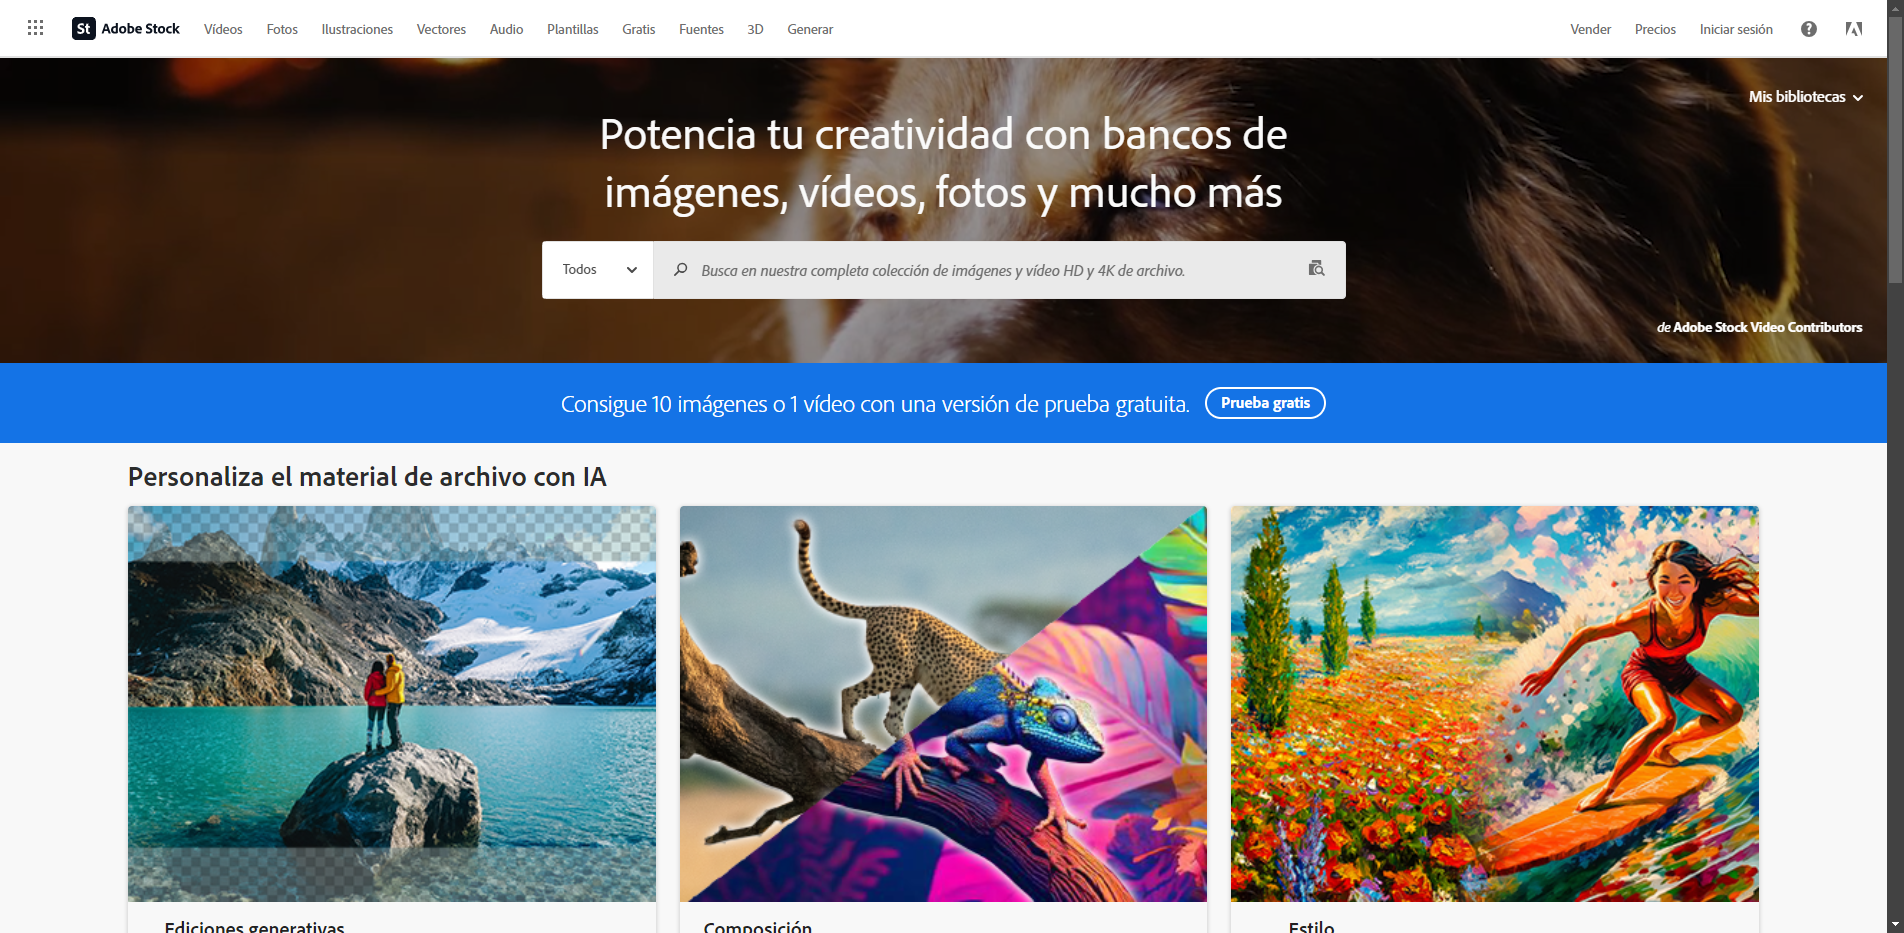 St Adobe Stock Vídeos Fotos Ilustraciones Vectores Audio Plantillas Gratis Fuentes 3D Generar Vender Precios Iniciar sesión ?
Mis bibliotecas
Potencia tu creatividad con bancos de
imágenes, vídeos, fotos y mucho más
Todos Busca en nuestra completa colección de imágenes y vídeo HD y 4K de archivo.
de Adobe Stock Video Contributors
Consigue 10 imágenes o 1 vídeo con una versión de prueba gratuita. Prueba gratis
Personaliza el material de archivo con IA
Ediciones generativas Composición Estilo